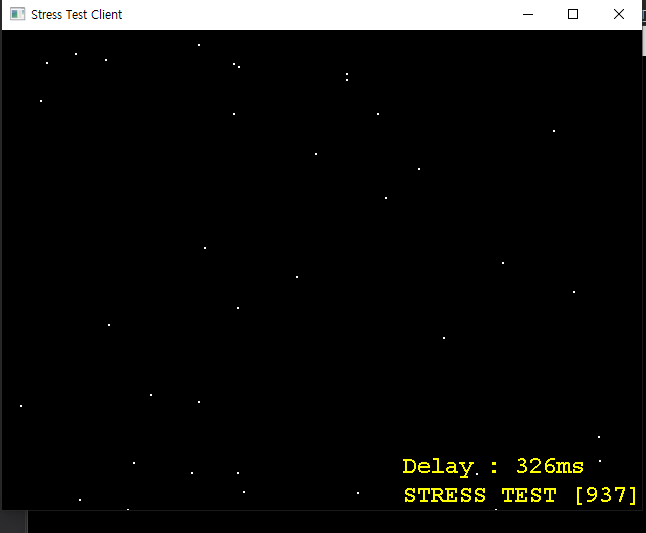 Stress Test Client
Delay : 326ms
STRESS TEST [937]